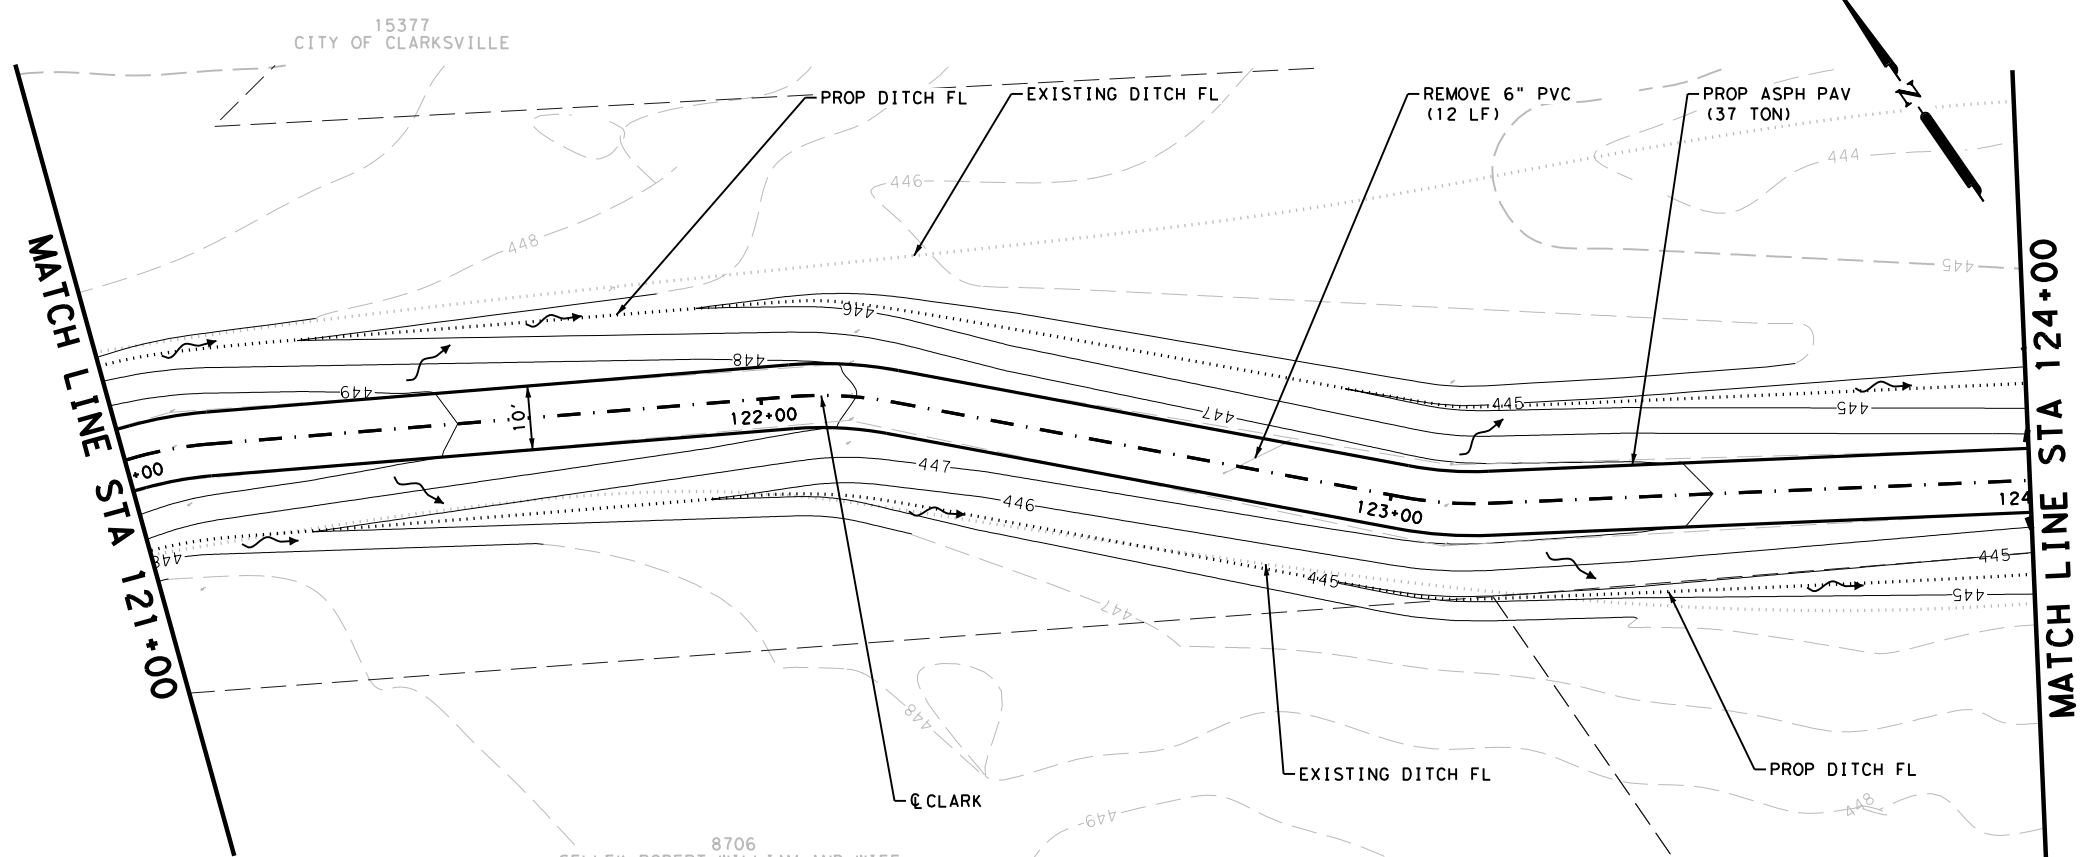 15377
CITY OF CLARKSVILLE
PROP DITCH FL
EXISTING DITCH FL
REMOVE 6" PVC
(12 LF)
PROP ASPH PAV
(37 TON)
N
444
446
448
445
446
448
449
445
445
447
10'
122+00
+00
447
446
123+00
124
448
445
445
445
447
448
449
448
MATCH LINE STA 121+00
MATCH LINE STA 124+00
EXISTING DITCH FL
PROP DITCH FL
℄ CLARK
8706